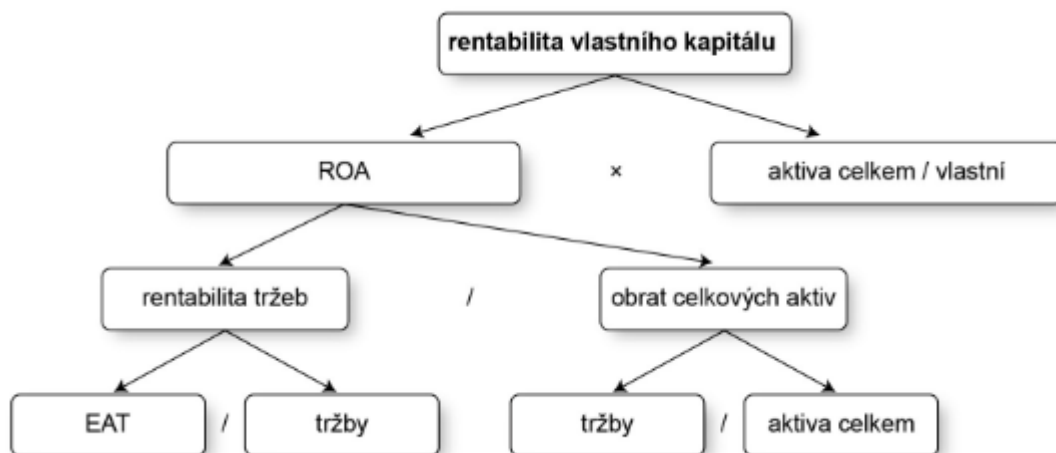 rentabilita vlastního kapitálu
ROA × aktiva celkem / vlastní
rentabilita tržeb / obrat celkových aktiv
EAT / tržby tržby / aktiva celkem